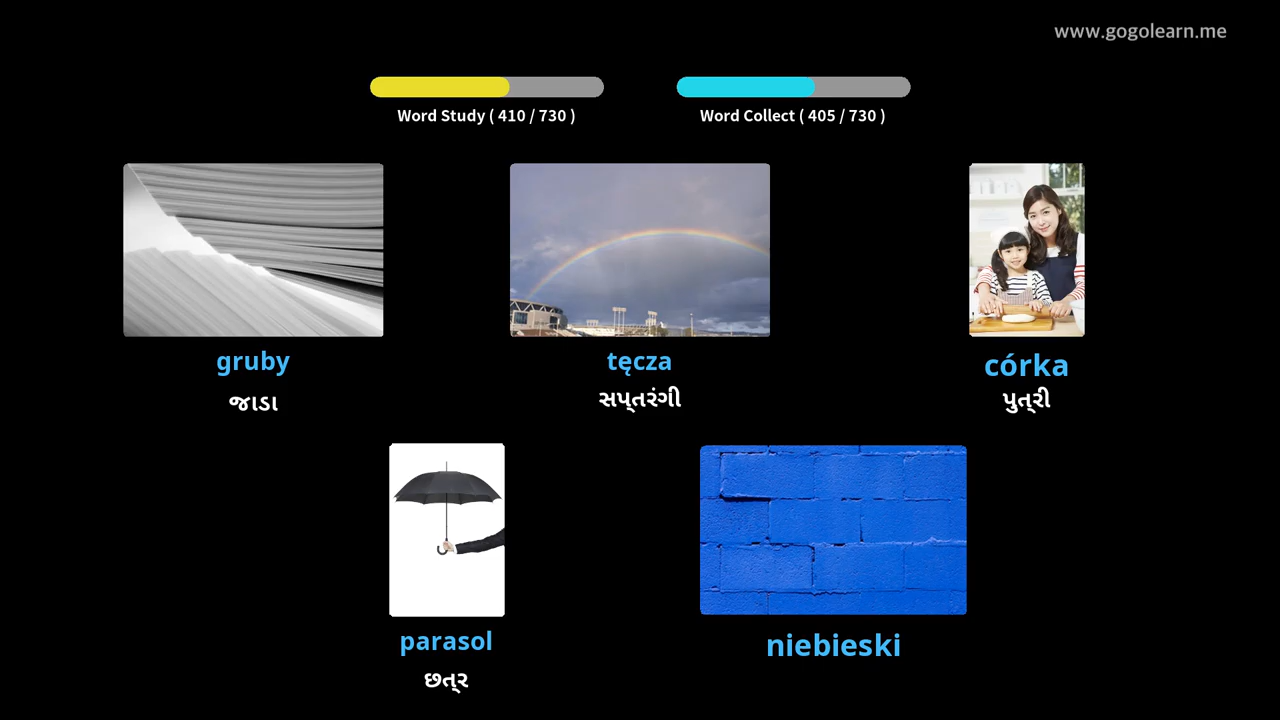 www.gogolearn.me
Word Study ( 410 / 730 )
Word Collect ( 405 / 730 )
gruby
જાડા
tęcza
સપ્તરંગી
córka
પુત્રી
parasol
છત્ર
niebieski